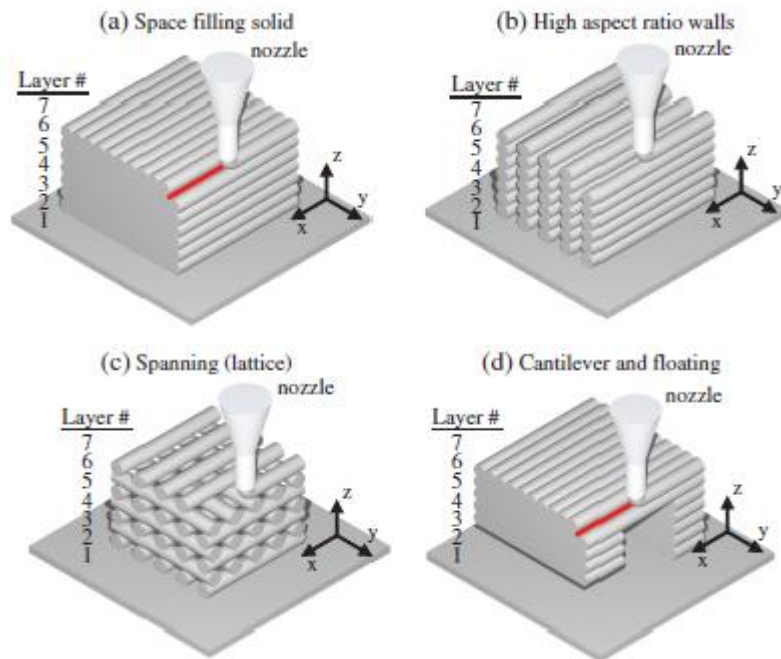 (a) Space filling solid
nozzle
Layer #
7
6
5
4
3
2
1
z
y
x
(b) High aspect ratio walls
nozzle
Layer #
7
6
5
4
3
2
1
z
y
x
(c) Spanning (lattice)
nozzle
Layer #
7
6
5
4
3
2
1
z
y
x
(d) Cantilever and floating
nozzle
Layer #
7
6
5
4
3
2
1
z
y
x